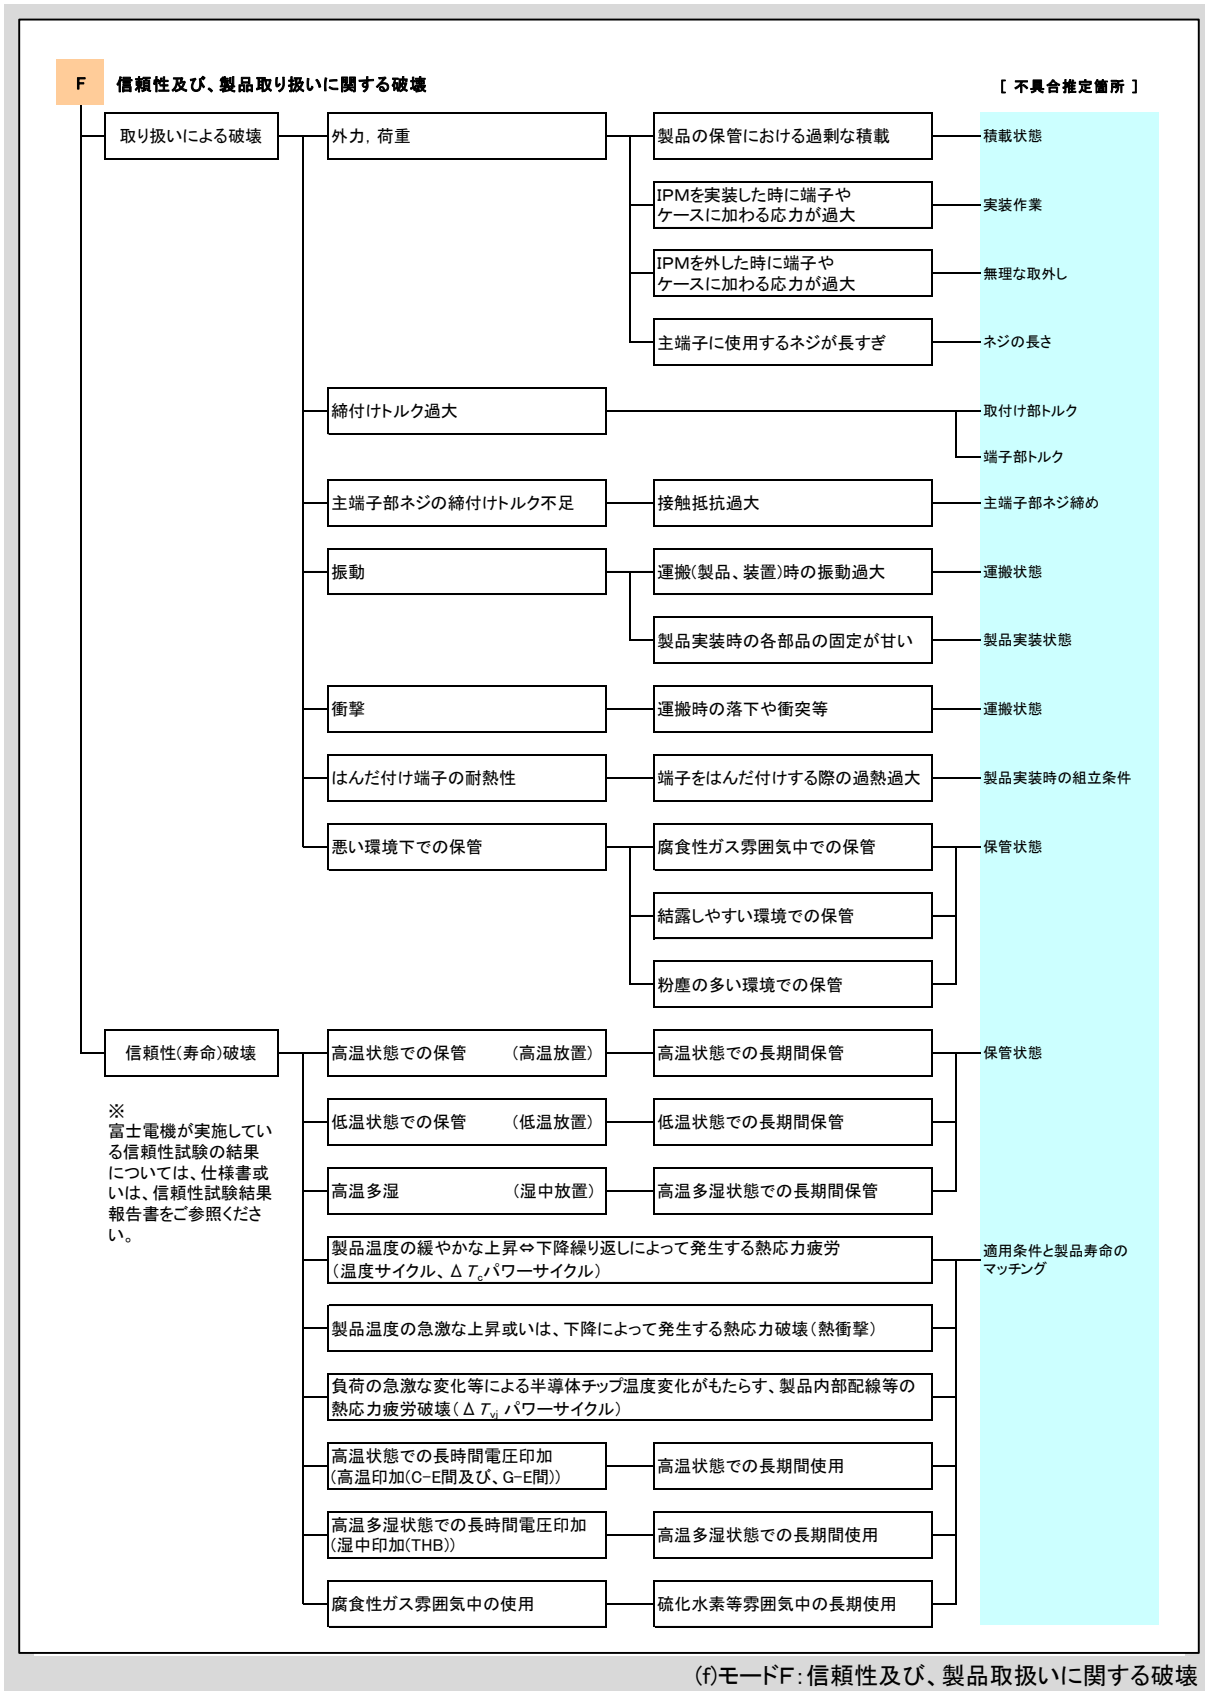 F
信頼性及び、製品取り扱いに関する破壊
[ 不具合推定箇所 ]
取り扱いによる破壊
外力, 荷重
製品の保管における過剰な積載
積載状態
IPMを実装した時に端子や
ケースに加わる応力が過大
実装作業
IPMを外した時に端子や
ケースに加わる応力が過大
無理な取外し
主端子に使用するネジが長すぎ
ネジの長さ
締付けトルク過大
取付け部トルク
端子部トルク
主端子部ネジの締付けトルク不足
接触抵抗過大
主端子部ネジ締め
振動
運搬(製品、装置)時の振動過大
運搬状態
製品実装時の各部品の固定が甘い
製品実装状態
衝撃
運搬時の落下や衝突等
運搬状態
はんだ付け端子の耐熱性
端子をはんだ付けする際の過熱過大
製品実装時の組立条件
悪い環境下での保管
腐食性ガス雰囲気中での保管
保管状態
結露しやすい環境での保管
粉塵の多い環境での保管
信頼性(寿命)破壊
高温状態での保管 (高温放置)
高温状態での長期間保管
保管状態
※
富士電機が実施してい
る信頼性試験の結果
については、仕様書或
いは、信頼性試験結果
報告書をご参照くださ
い。
低温状態での保管 (低温放置)
低温状態での長期間保管
高温多湿 (湿中放置)
高温多湿状態での長期間保管
製品温度の緩やかな上昇⇔下降繰り返しによって発生する熱応力疲労
(温度サイクル、ΔTcパワーサイクル)
適用条件と製品寿命の
マッチング
製品温度の急激な上昇或いは、下降によって発生する熱応力破壊(熱衝撃)
負荷の急激な変化等による半導体チップ温度変化がもたらす、製品内部配線等の
熱応力疲労破壊(ΔTvj パワーサイクル)
高温状態での長時間電圧印加
(高温印加(C-E間及び、G-E間))
高温状態での長期間使用
高温多湿状態での長時間電圧印加
(湿中印加(THB))
高温多湿状態での長期間使用
腐食性ガス雰囲気中の使用
硫化水素等雰囲気中の長期使用
(f)モードF:信頼性及び、製品取扱いに関する破壊